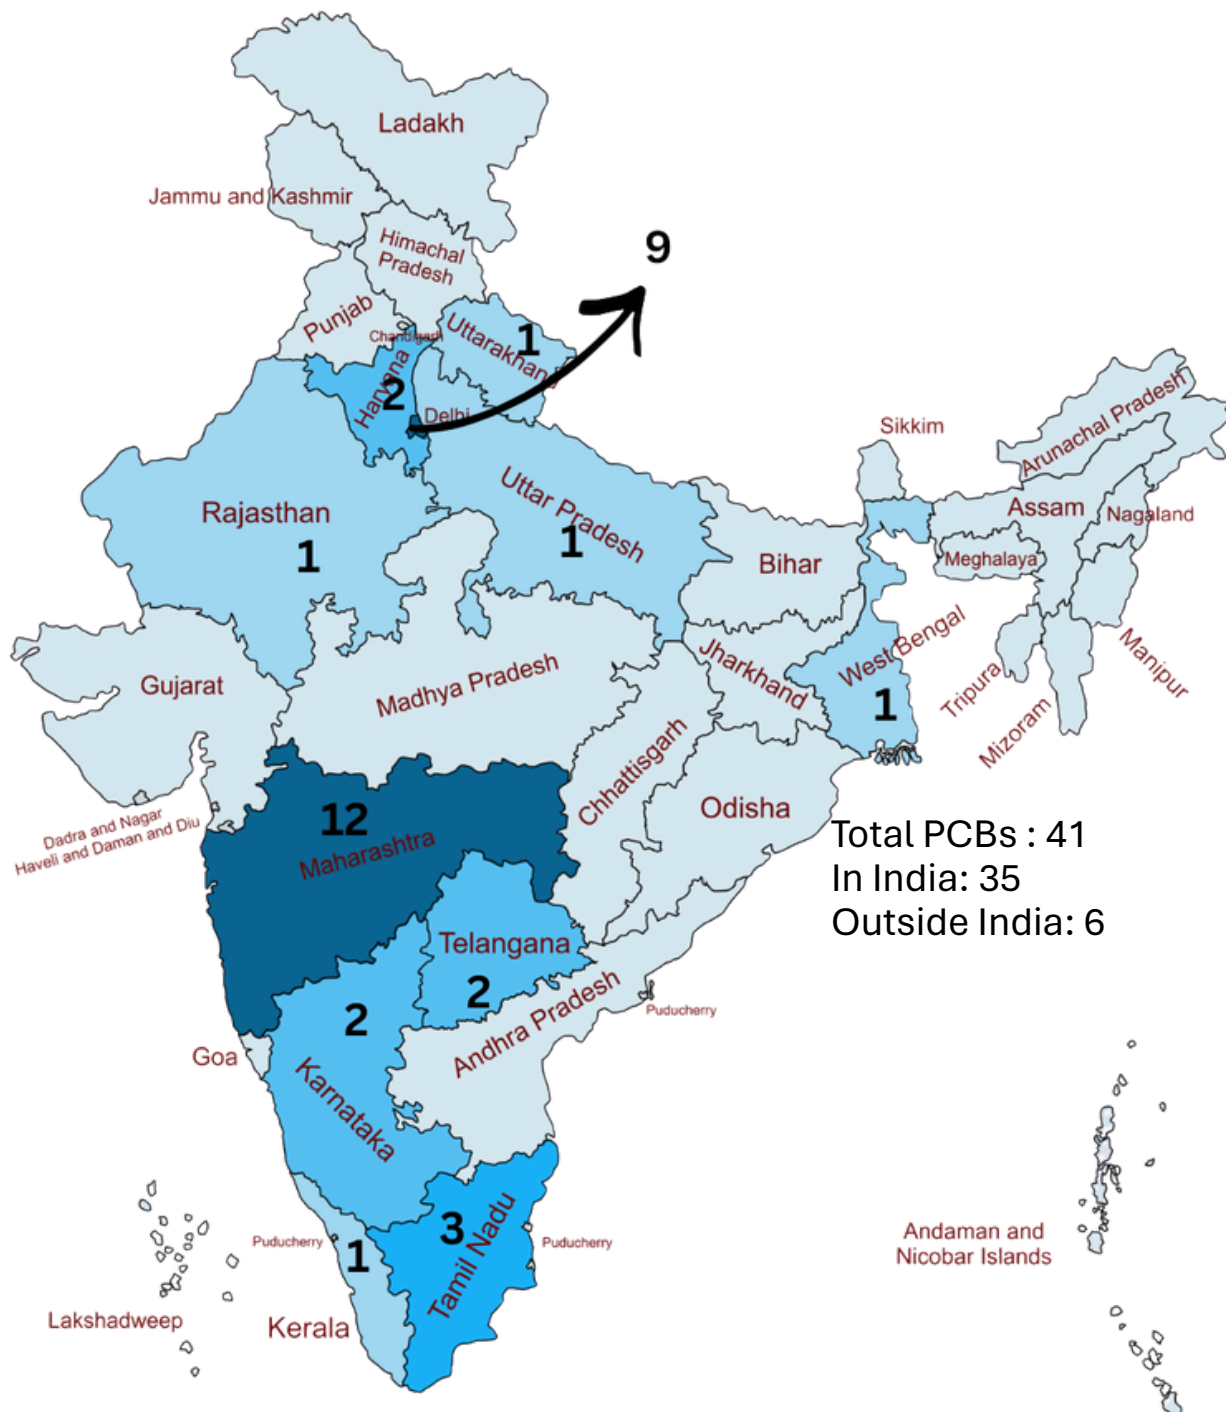 Ladakh
Jammu and Kashmir
Himachal
Pradesh
9
Punjab
Chandigarh
Uttarakhand
1
Haryana
2
Delhi
Sikkim
Arunachal Pradesh
Rajasthan
1
Uttar Pradesh
1
Bihar
Assam
Nagaland
Meghalaya
Manipur
Tripura
Mizoram
West Bengal
1
Jharkhand
Gujarat
Madhya Pradesh
Chhattisgarh
Odisha
Dadra and Nagar
Haveli and Daman and Diu
12
Maharashtra
Total PCBs : 41
In India: 35
Outside India: 6
Telangana
2
2
Karnataka
Andhra Pradesh
Puducherry
Goa
3
Tamil Nadu
Puducherry
Puducherry
1
Kerala
Lakshadweep
Andaman and
Nicobar Islands